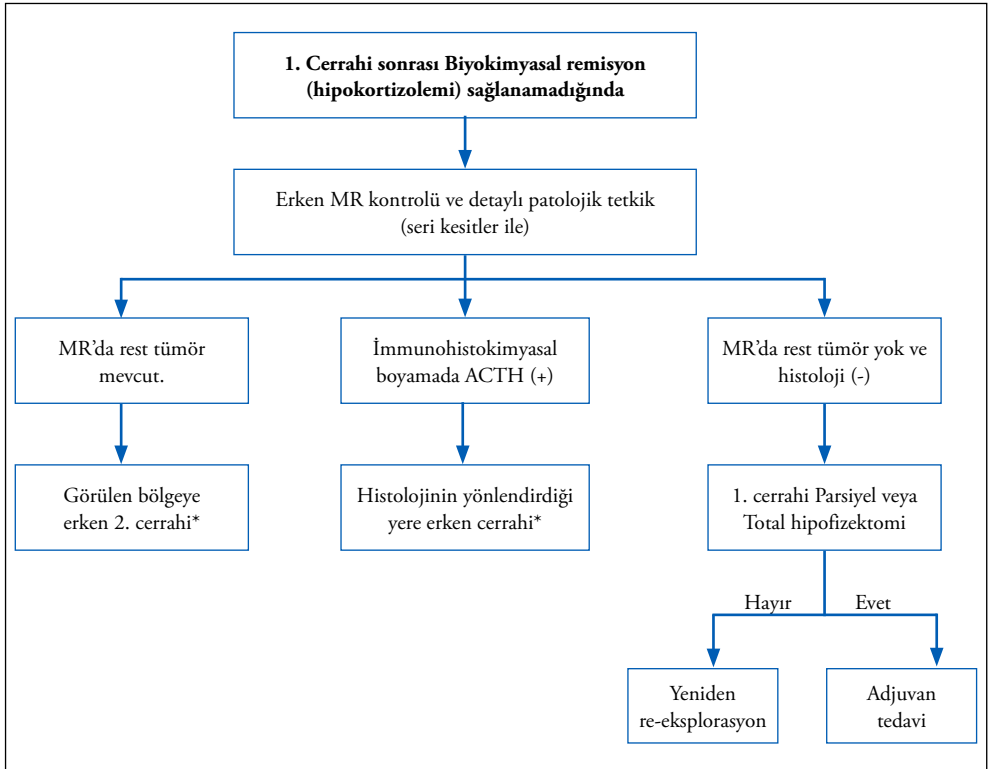 1. Cerrahi sonrası Biyokimyasal remisyon
(hipokortizolemi) sağlanamadığında
Erken MR kontrolü ve detaylı patolojik tetkik
(seri kesitler ile)
MR’da rest tümör
mevcut.
İmmunohistokimyasal
boyamada ACTH (+)
MR’da rest tümör yok ve
histoloji (-)
Görülen bölgeye
erken 2. cerrahi*
Histolojinin yönlendirdiği
yere erken cerrahi*
1. cerrahi Parsiyel veya
Total hipofizektomi
Hayır
Evet
Yeniden
re-eksplorasyon
Adjuvan
tedavi